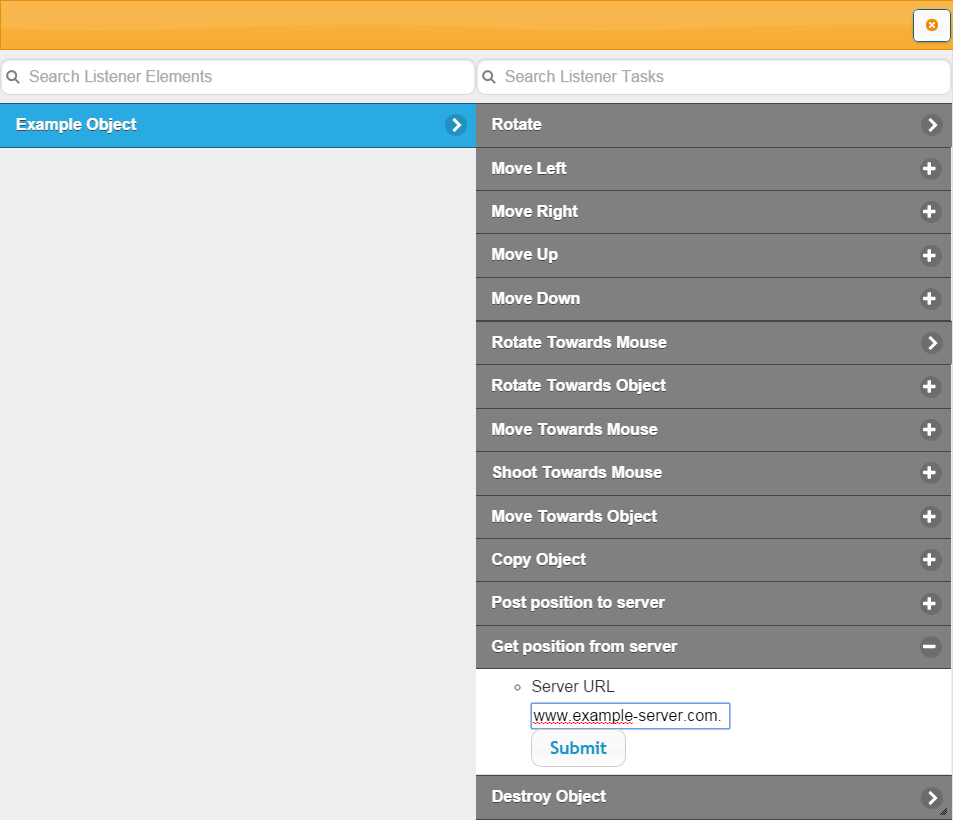 Search Listener Elements
Search Listener Tasks
Example Object
Rotate
Move Left
Move Right
Move Up
Move Down
Rotate Towards Mouse
Rotate Towards Object
Move Towards Mouse
Shoot Towards Mouse
Move Towards Object
Copy Object
Post position to server
Get position from server
Server URL
www.example-server.com.
Submit
Destroy Object